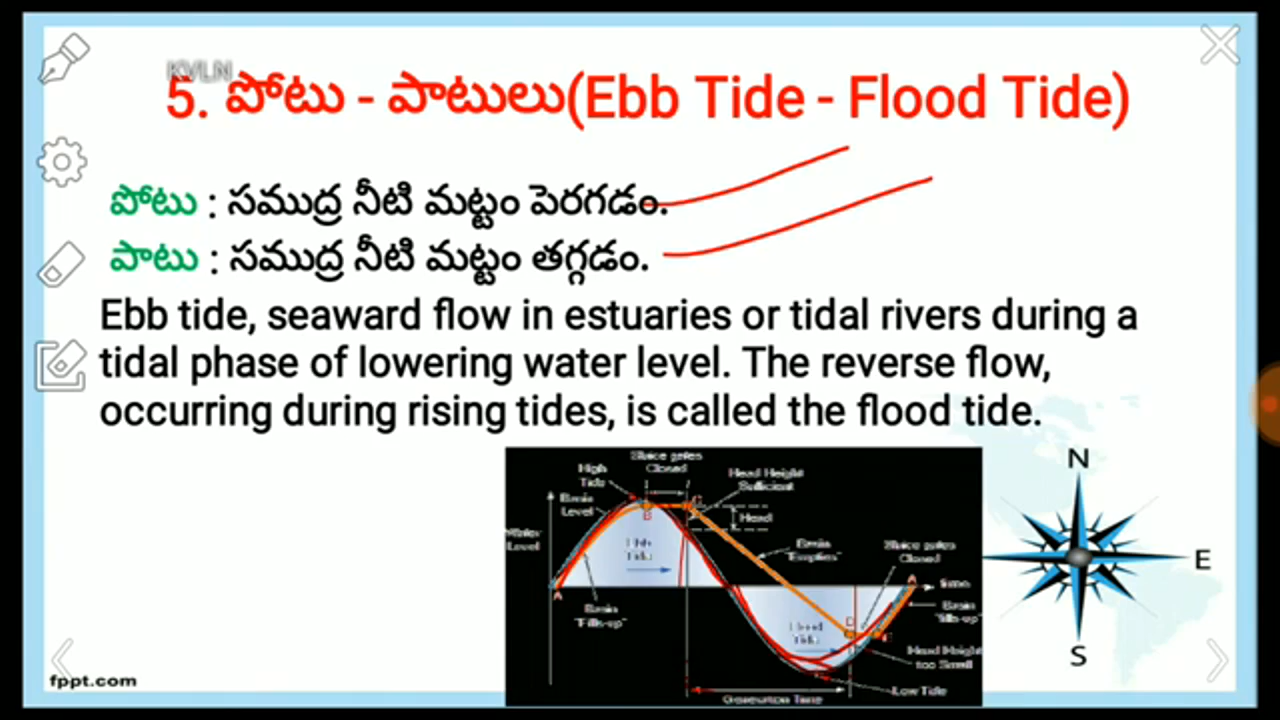 KVLN
5. పోటు - పాటులు(Ebb Tide - Flood Tide)
పోటు : సముద్ర నీటి మట్టం పెరగడం.
పాటు : సముద్ర నీటి మట్టం తగ్గడం.
Ebb tide, seaward flow in estuaries or tidal rivers during a
tidal phase of lowering water level. The reverse flow,
occurring during rising tides, is called the flood tide.
Sluice gates
Closed
High
Tide
Head Height
Sufficient
Basin
Level
B
C
Head
Water
Level
Ebb
Tide
Basin
"Empties"
Sluice gates
Closed
A
A
time
Basin
"Fills-up"
Flood
Tide
D
Basin
"fills-up"
Head Height
too Small
Low Tide
Generation Time
N
E
S
fppt.com